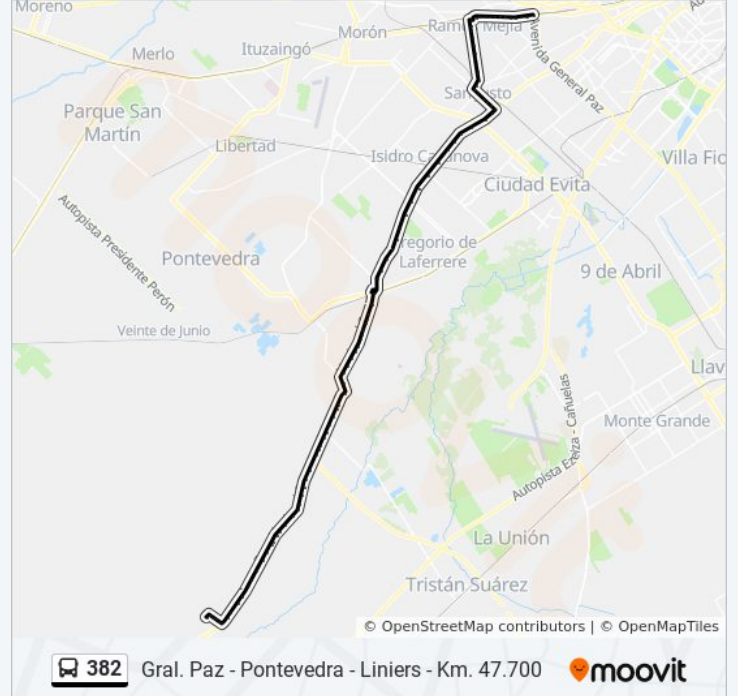 Moreno
Morón
Ramos Mejía
Merlo
Ituzaingó
Avenida General Paz
San Justo
Parque San
Martín
Libertad
Isidro Casanova
Villa Fio
Ciudad Evita
Autopista Presidente Perón
Gregorio de
Laferrere
Pontevedra
9 de Abril
Veinte de Junio
Llav
Autopista Ezeiza - Cañuelas
Monte Grande
La Unión
Tristán Suárez
© OpenStreetMap contributors | © OpenMapTiles
382 Gral. Paz - Pontevedra - Liniers - Km. 47.700 moovit